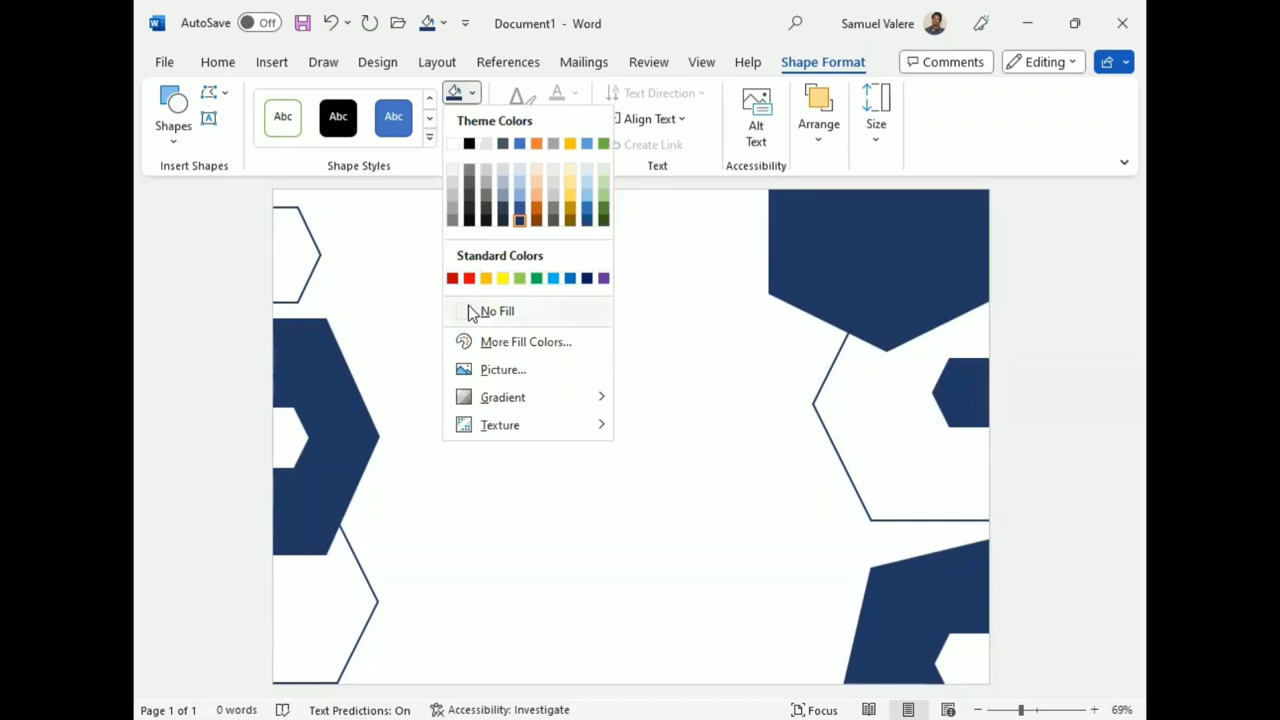 AutoSave Off Document1 - Word Samuel Valere
File Home Insert Draw Design Layout References Mailings Review View Help Shape Format Comments Editing
Shapes
Abc Abc Abc
Text Direction
Align Text
Create Link
Alt
Text
Arrange
Size
Insert Shapes Shape Styles Text Accessibility
Theme Colors
Standard Colors
No Fill
More Fill Colors...
Picture...
Gradient
Texture
Page 1 of 1 0 words Text Predictions: On Accessibility: Investigate Focus 69%